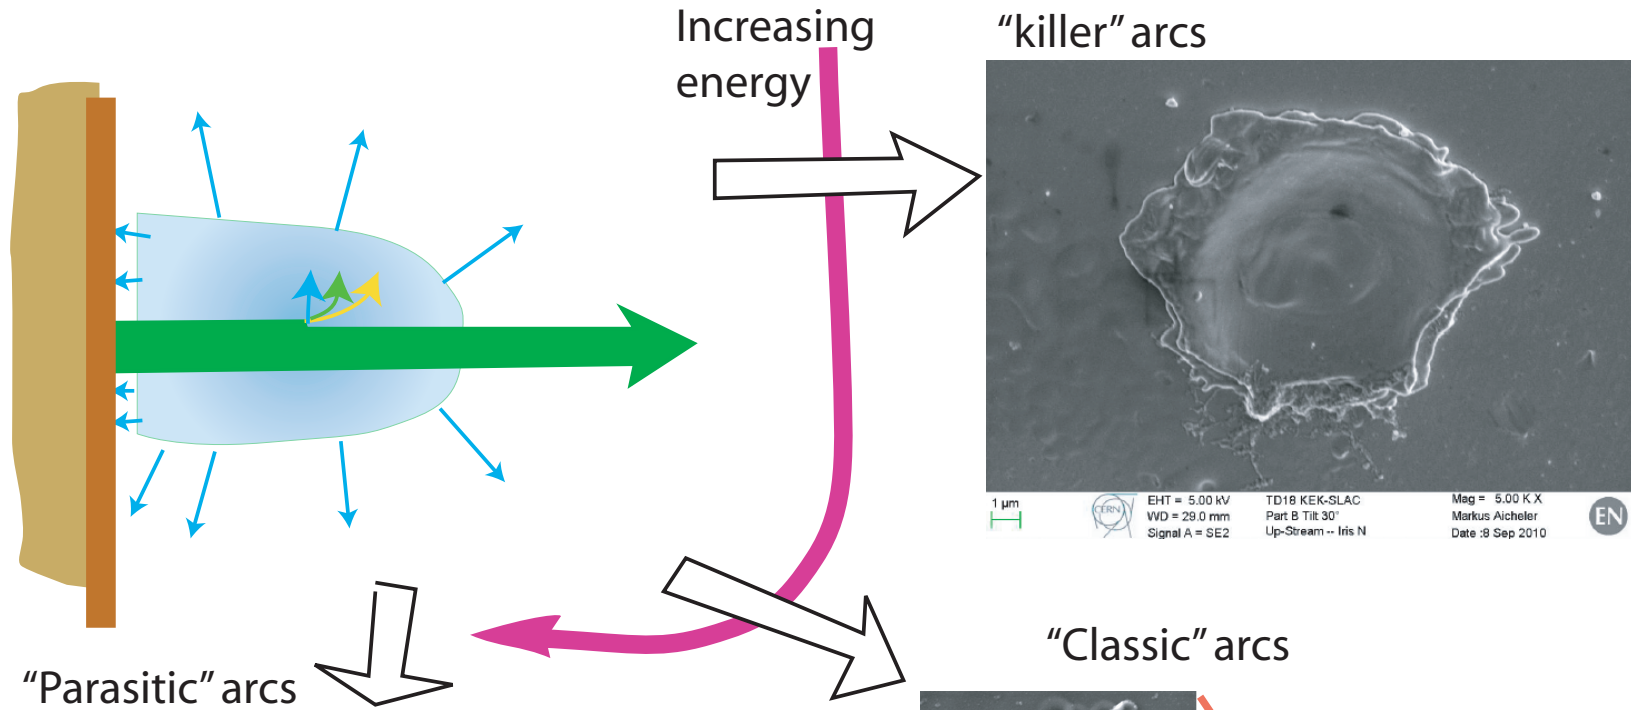 Increasing
energy
“killer” arcs
1 µm
CERN
EHT = 5.00 kV
WD = 29.0 mm
Signal A = SE2
TD18 KEK-SLAC
Part B Tilt 30°
Up-Stream -- Iris N
Mag = 5.00 K X
Markus Aicheler
Date :8 Sep 2010
EN
“Classic” arcs
“Parasitic” arcs